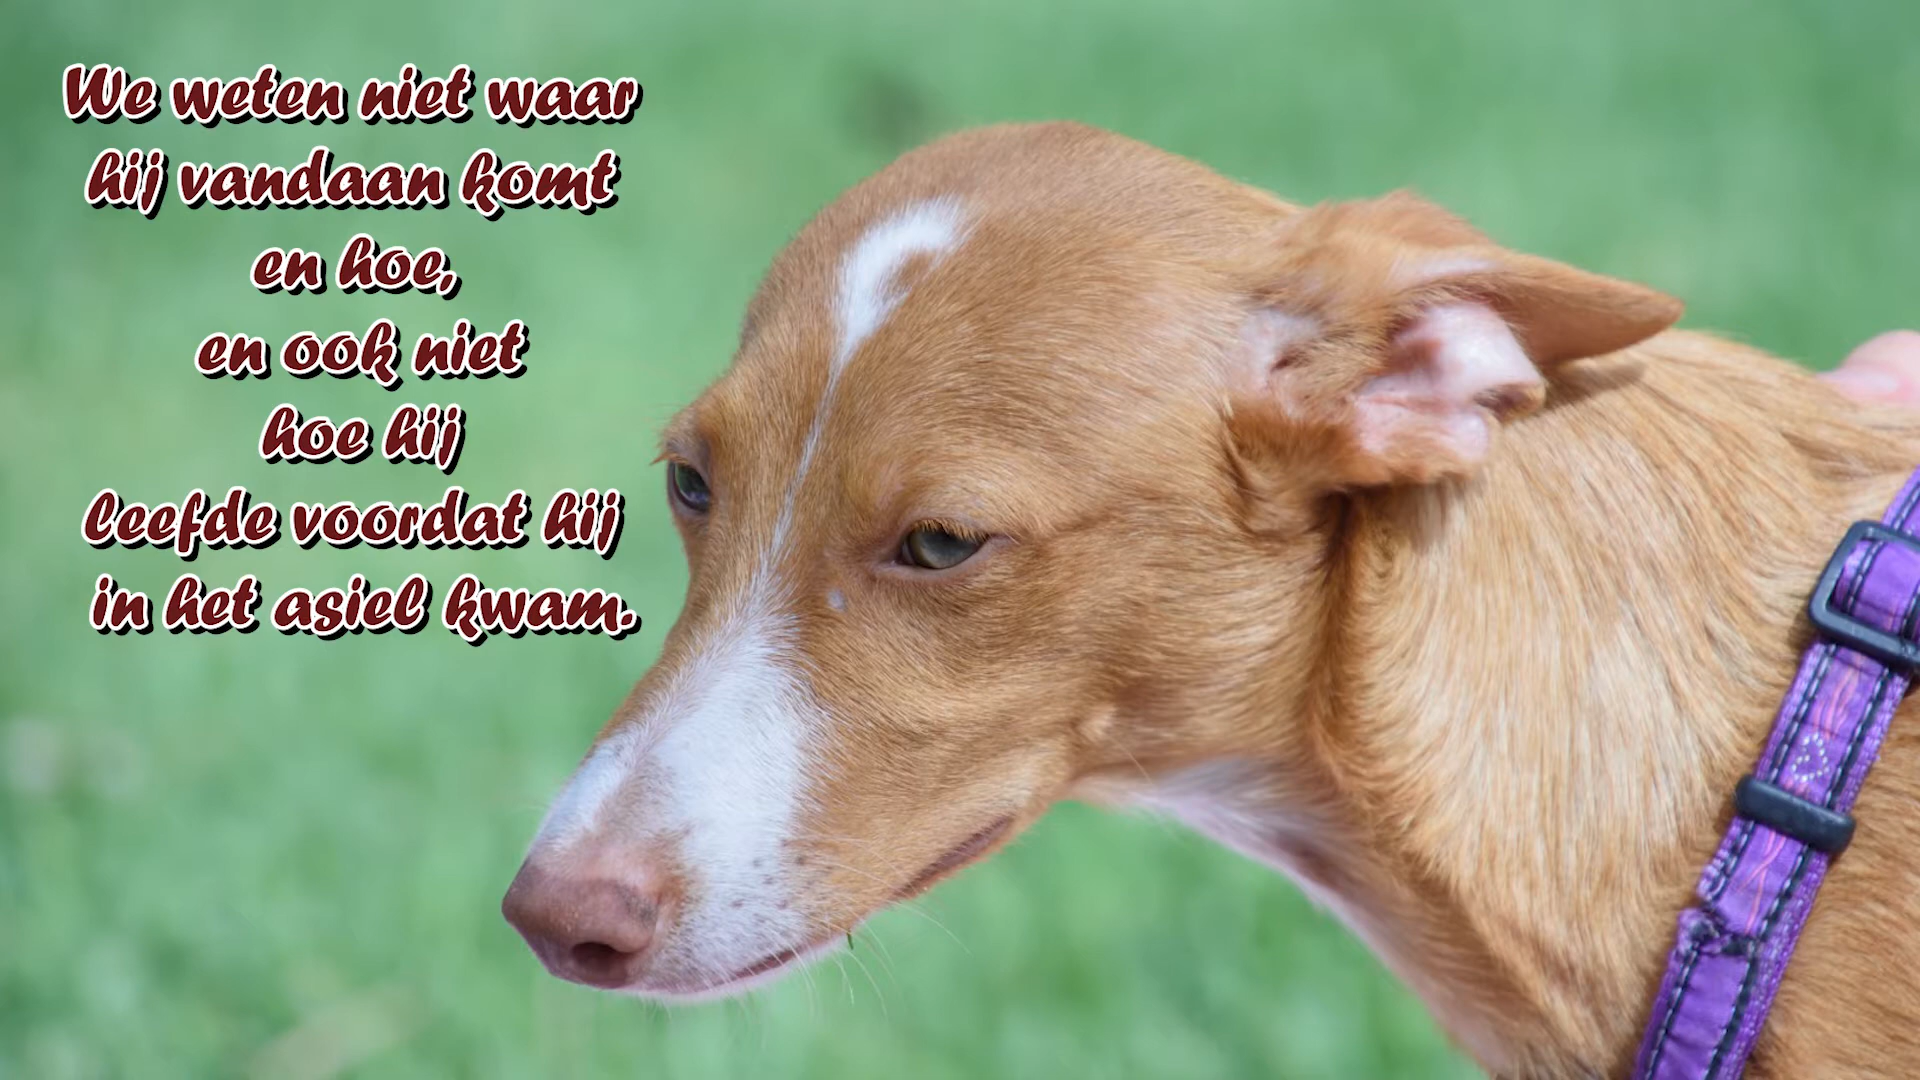 We weten niet waar
hij vandaan komt
en hoe,
en ook niet
hoe hij
leefde voordat hij
in het asiel kwam.